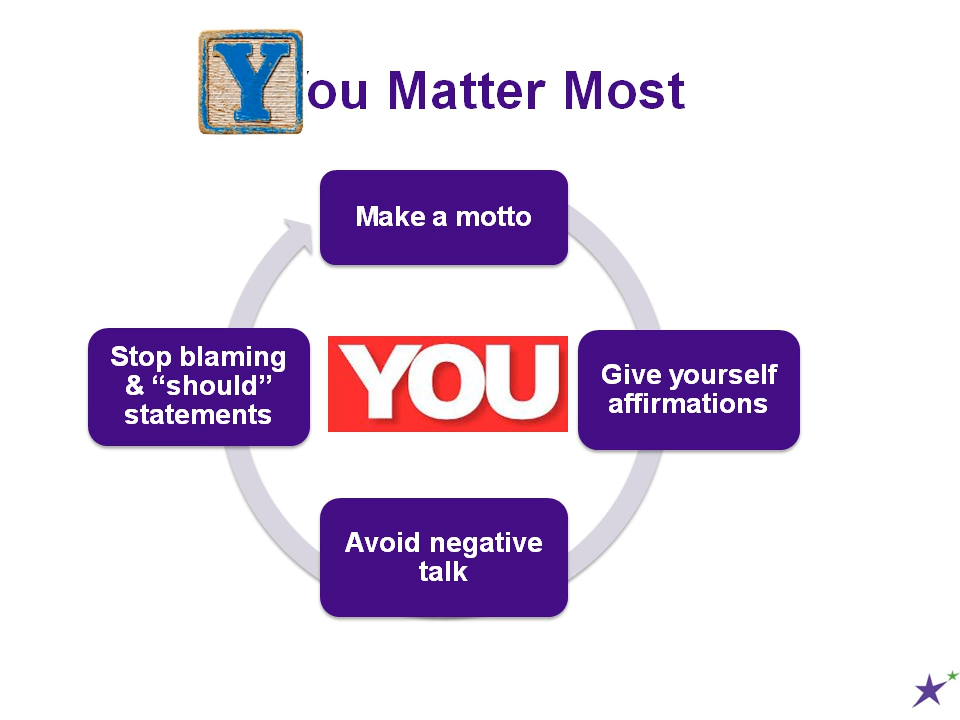 You Matter Most
Make a motto
Stop blaming
& “should”
statements
YOU
Give yourself
affirmations
Avoid negative
talk